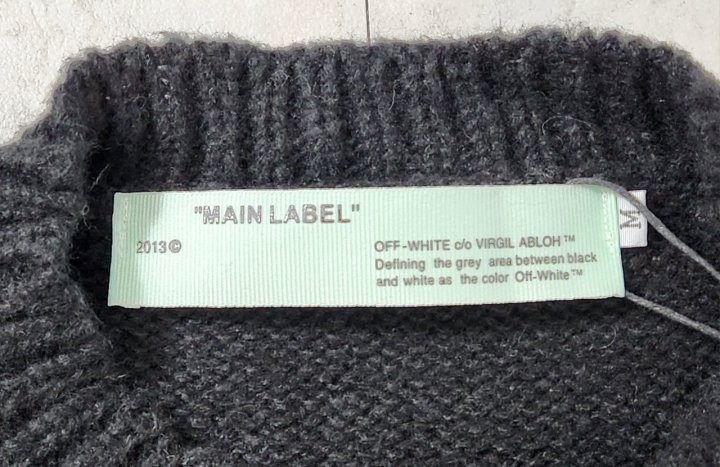 "MAIN LABEL"
2013©
OFF-WHITE c/o VIRGIL ABLOH™
Defining the grey area between black
and white as the color Off-White™
M